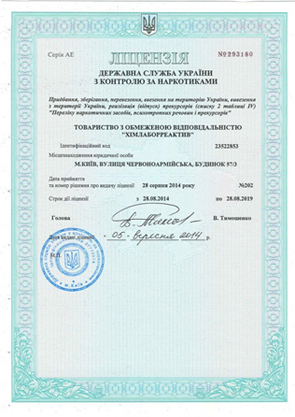 ЛІЦЕНЗІЯ
Серія АЕ
№293180
ДЕРЖАВНА СЛУЖБА УКРАЇНИ
З КОНТРОЛЮ ЗА НАРКОТИКАМИ
Придбання, зберігання, перевезення, ввезення на територію України, вивезення
з території України, реалізація (відпуск) прекурсорів (списку 2 таблиці IV)
"Переліку наркотичних засобів, психотропних речовин і прекурсорів"
ТОВАРИСТВО З ОБМЕЖЕНОЮ ВІДПОВІДАЛЬНІСТЮ
"ХІМЛАБОРРЕАКТИВ"
Ідентифікаційний код 23522853
Місцезнаходження юридичної особи
М.КИЇВ, ВУЛИЦЯ ЧЕРВОНОАРМІЙСЬКА, БУДИНОК 57/3
Дата прийняття
та номер рішення про видачу ліцензії 28 серпня 2014 року №202
Строк дії ліцензії з 28.08.2014 до 28.08.2019
Голова В. Тимошенко
Дата видачі ліцензії 05 вересня 2014
М.П.